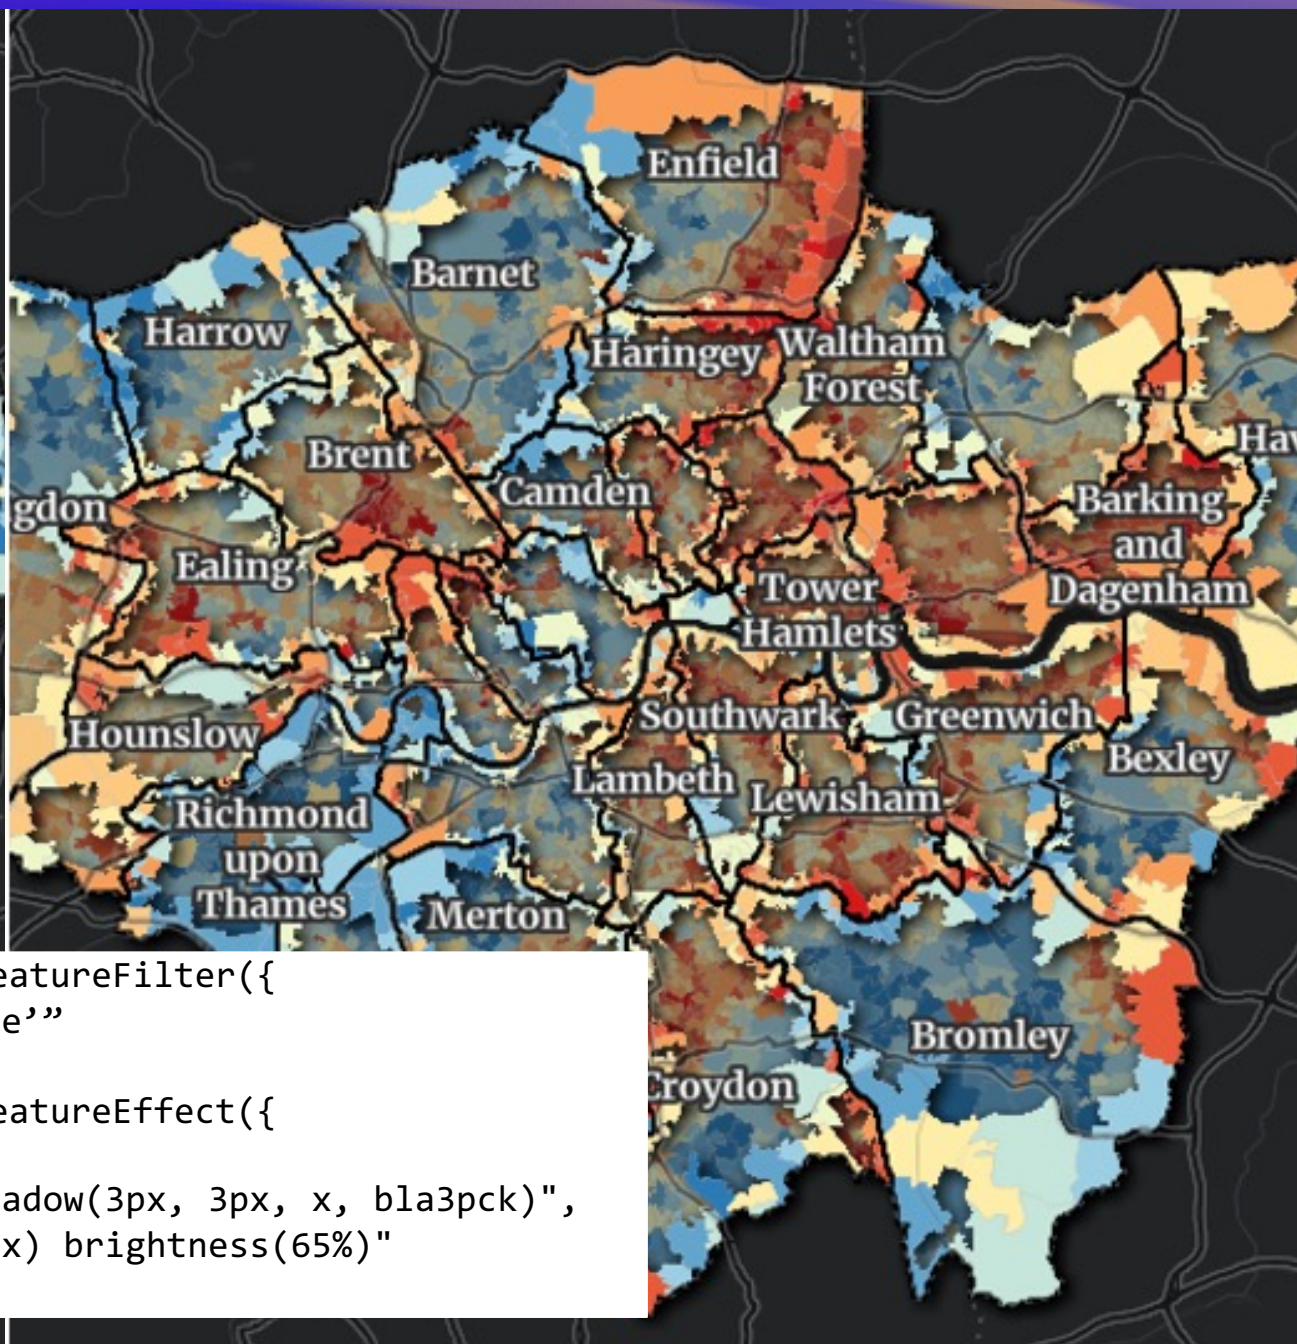 Enfield
Barnet
Harrow
Haringey
Waltham
Forest
Brent
Camden
Hav
gdon
Barking
and
Dagenham
Ealing
Tower
Hamlets
Southwark
Greenwich
Hounslow
Bexley
Lambeth
Lewisham
Richmond
upon
Thames
Merton
Bromley
Croydon
eatureFilter({
e’”
eatureEffect({
adow(3px, 3px, x, bla3pck)",
x) brightness(65%)"